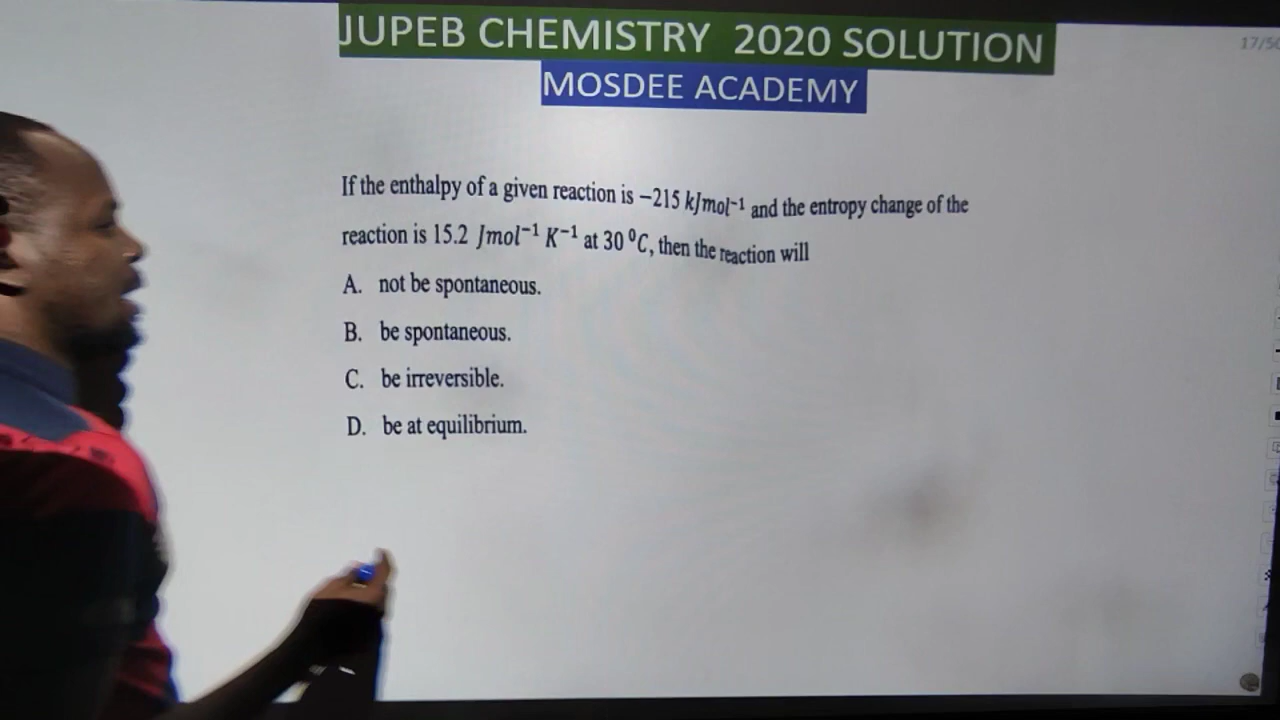 JUPEB CHEMISTRY 2020 SOLUTION
17/50
MOSDEE ACADEMY
If the enthalpy of a given reaction is −215 kJmol⁻¹ and the entropy change of the
reaction is 15.2 Jmol⁻¹ K⁻¹ at 30 ⁰C, then the reaction will
A. not be spontaneous.
B. be spontaneous.
C. be irreversible.
D. be at equilibrium.